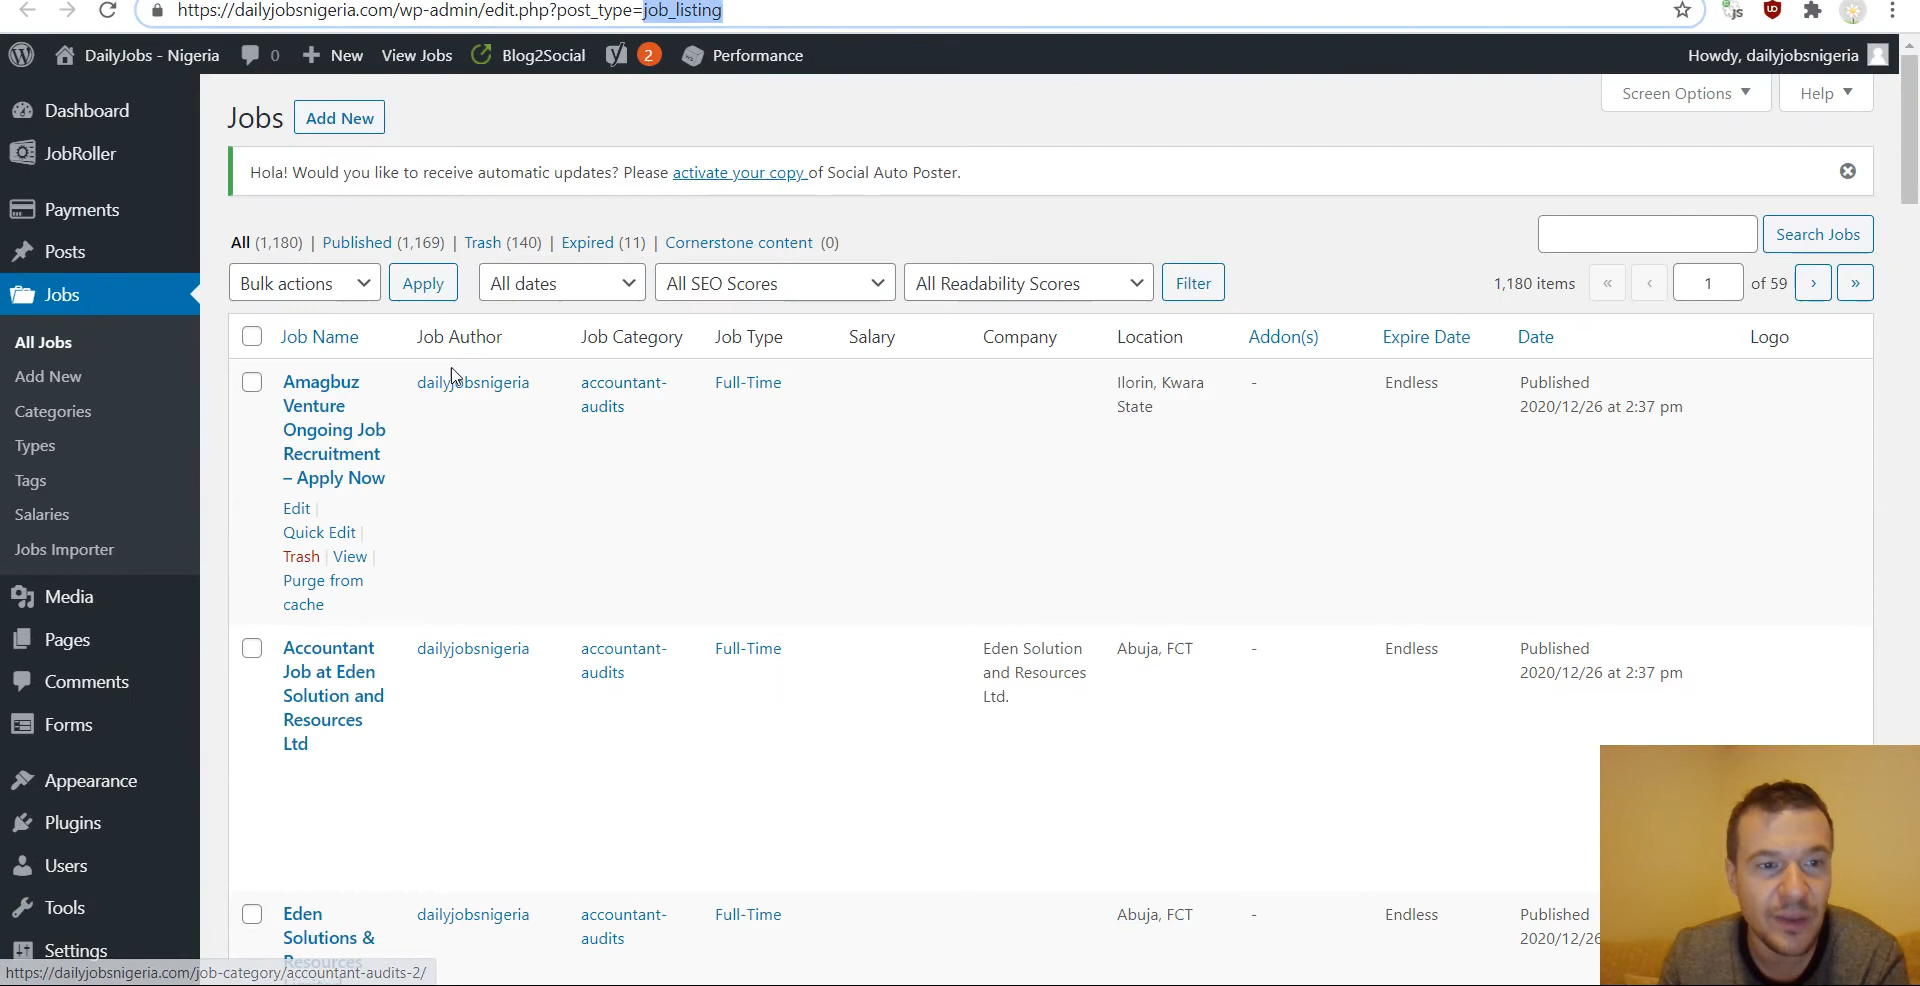 https://dailyjobsnigeria.com/wp-admin/edit.php?post_type=job_listing
DailyJobs - Nigeria 0 New View Jobs Blog2Social 2 Performance Howdy, dailyjobsnigeria
Dashboard
JobRoller
Payments
Posts
Jobs
All Jobs
Add New
Categories
Types
Tags
Salaries
Jobs Importer
Media
Pages
Comments
Forms
Appearance
Plugins
Users
Tools
Settings
Screen Options Help
Jobs Add New
Hola! Would you like to receive automatic updates? Please activate your copy of Social Auto Poster.
All (1,180) | Published (1,169) | Trash (140) | Expired (11) | Cornerstone content (0)
Search Jobs
Bulk actions Apply All dates All SEO Scores All Readability Scores Filter 1,180 items « ‹ 1 of 59 › »
Job Name Job Author Job Category Job Type Salary Company Location Addon(s) Expire Date Date Logo
Amagbuz dailyjobsnigeria accountant- Full-Time Ilorin, Kwara - Endless Published
Venture audits State 2020/12/26 at 2:37 pm
Ongoing Job
Recruitment
– Apply Now
Edit |
Quick Edit |
Trash | View |
Purge from
cache
Accountant dailyjobsnigeria accountant- Full-Time Eden Solution Abuja, FCT - Endless Published
Job at Eden audits and Resources 2020/12/26 at 2:37 pm
Solution and Ltd.
Resources
Ltd
Eden dailyjobsnigeria accountant- Full-Time Abuja, FCT - Endless Published
Solutions & audits 2020/12/26
Resources
https://dailyjobsnigeria.com/job-category/accountant-audits-2/